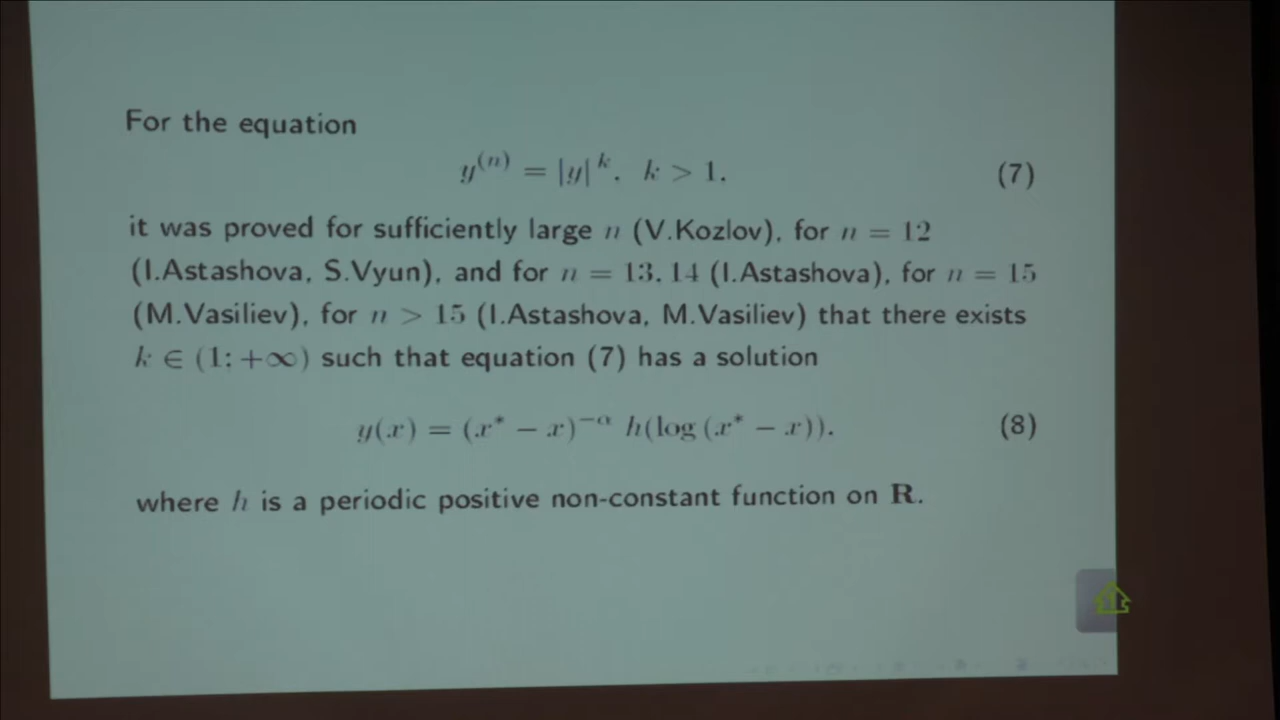 For the equation
y^(n) = |y|^k, k > 1, (7)
it was proved for sufficiently large n (V.Kozlov), for n = 12
(I.Astashova, S.Vyun), and for n = 13, 14 (I.Astashova), for n = 15
(M.Vasiliev), for n > 15 (I.Astashova, M.Vasiliev) that there exists
k ∈ (1; +∞) such that equation (7) has a solution
y(x) = (x* − x)^−α h(log (x* − x)), (8)
where h is a periodic positive non-constant function on R.